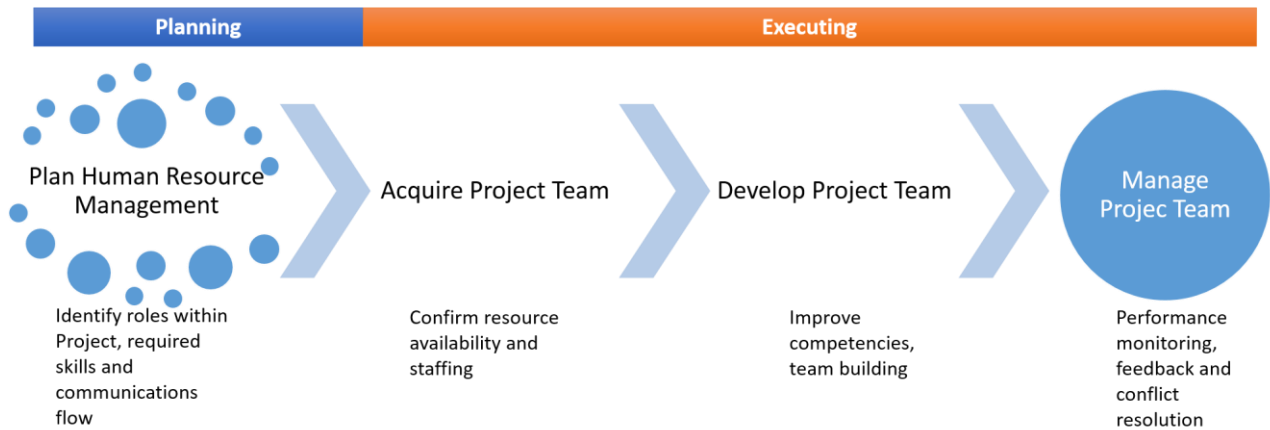 Planning
Executing
Plan Human Resource
Management
Acquire Project Team
Develop Project Team
Manage
Projec Team
Identify roles within
Project, required
skills and
communications
flow
Confirm resource
availability and
staffing
Improve
competencies,
team building
Performance
monitoring,
feedback and
conflict
resolution